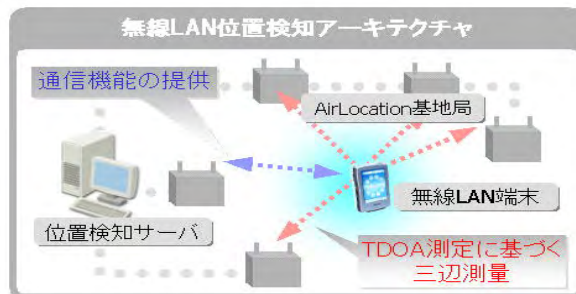 無線LAN位置検知アーキテクチャ
通信機能の提供
AirLocation基地局
無線LAN端末
位置検知サーバ
TDOA測定に基づく
三辺測量